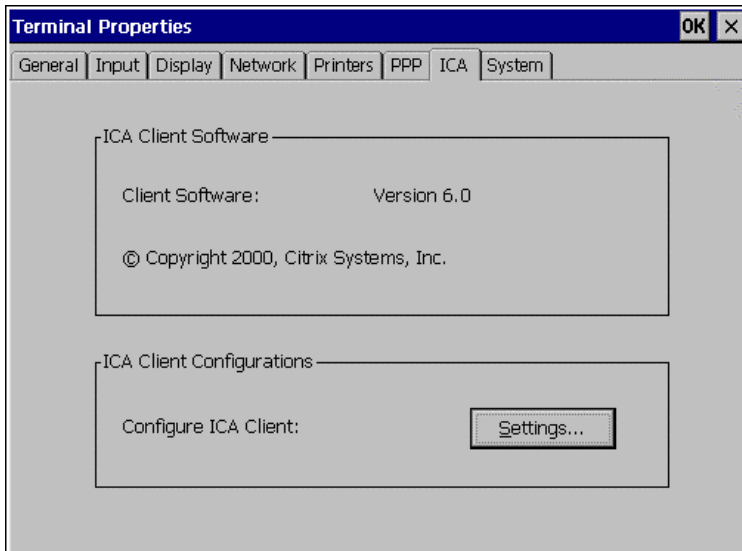 Terminal Properties OK ×
General Input Display Network Printers PPP ICA System
ICA Client Software
Client Software: Version 6.0
© Copyright 2000, Citrix Systems, Inc.
ICA Client Configurations
Configure ICA Client: Settings...